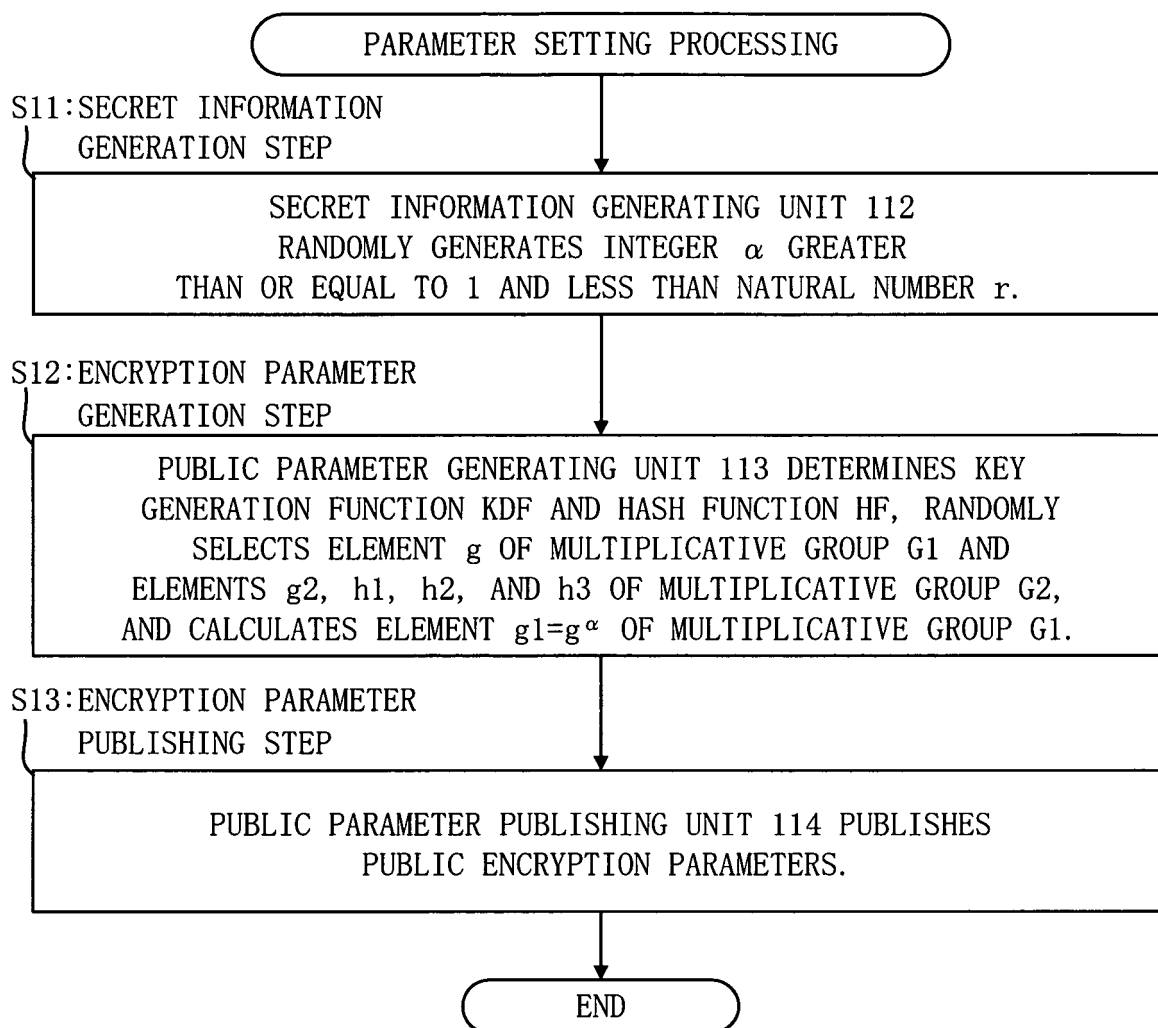 PARAMETER SETTING PROCESSING
S11:SECRET INFORMATION
GENERATION STEP
SECRET INFORMATION GENERATING UNIT 112
RANDOMLY GENERATES INTEGER α GREATER
THAN OR EQUAL TO 1 AND LESS THAN NATURAL NUMBER r.
S12:ENCRYPTION PARAMETER
GENERATION STEP
PUBLIC PARAMETER GENERATING UNIT 113 DETERMINES KEY
GENERATION FUNCTION KDF AND HASH FUNCTION HF, RANDOMLY
SELECTS ELEMENT g OF MULTIPLICATIVE GROUP G1 AND
ELEMENTS g2, h1, h2, AND h3 OF MULTIPLICATIVE GROUP G2,
AND CALCULATES ELEMENT g1=g^α OF MULTIPLICATIVE GROUP G1.
S13:ENCRYPTION PARAMETER
PUBLISHING STEP
PUBLIC PARAMETER PUBLISHING UNIT 114 PUBLISHES
PUBLIC ENCRYPTION PARAMETERS.
END